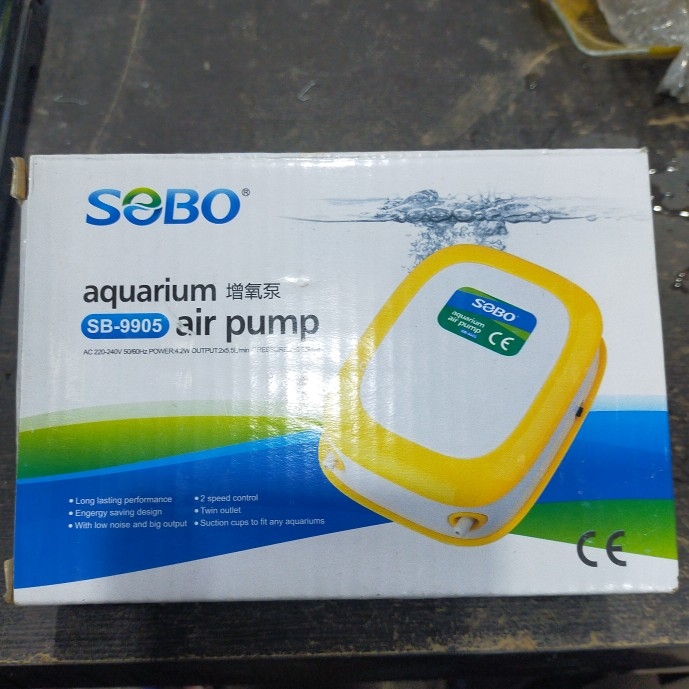 SOBO®
aquarium 增氧泵
SB-9905 air pump
AC 220-240V 50/60Hz POWER:4.2W OUTPUT:2x5.5L/min
SOBO
aquarium
air pump
CE
• Long lasting performance
• Engergy saving design
• With low noise and big output
• 2 speed control
• Twin outlet
• Suction cups to fit any aquariums
CE